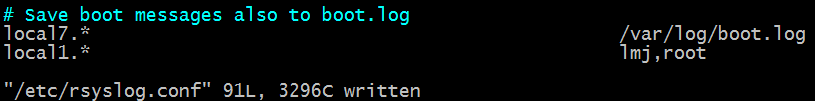 # Save boot messages also to boot.log
local7.* /var/log/boot.log
local1.* lmj,root
"/etc/rsyslog.conf" 91L, 3296C written